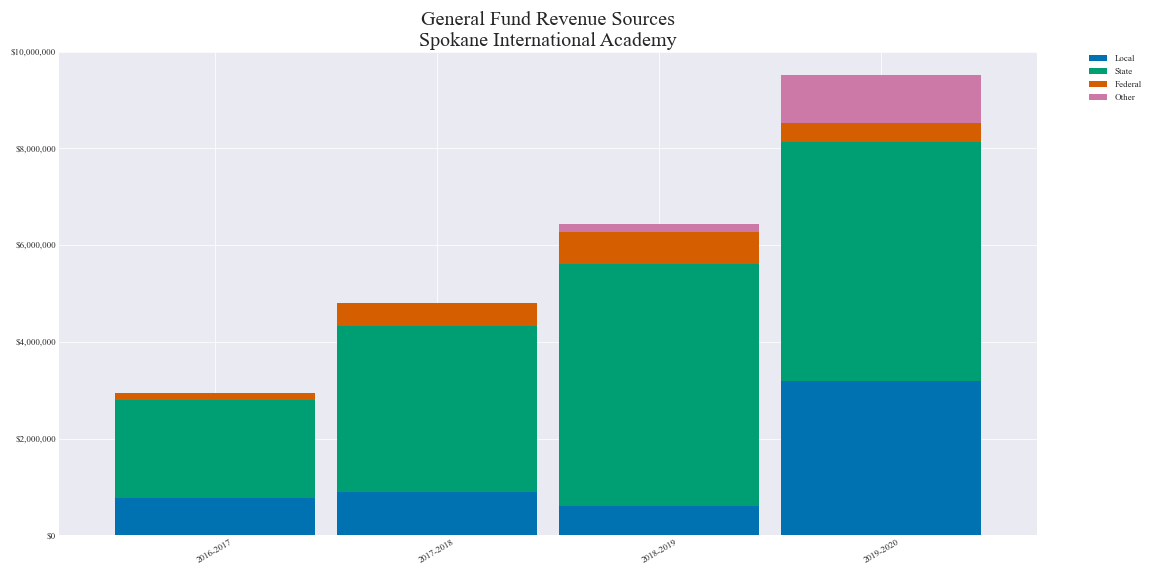 General Fund Revenue Sources
Spokane International Academy
$10,000,000
$8,000,000
$6,000,000
$4,000,000
$2,000,000
$0
2016-2017
2017-2018
2018-2019
2019-2020
Local
State
Federal
Other